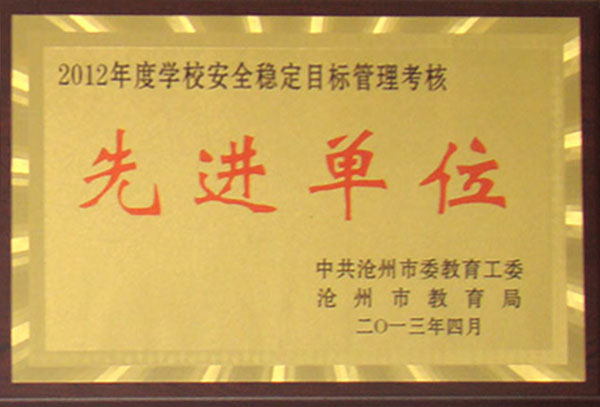 2012年度学校安全稳定目标管理考核
先进单位
中共沧州市委教育工委
沧州市教育局
二〇一三年四月